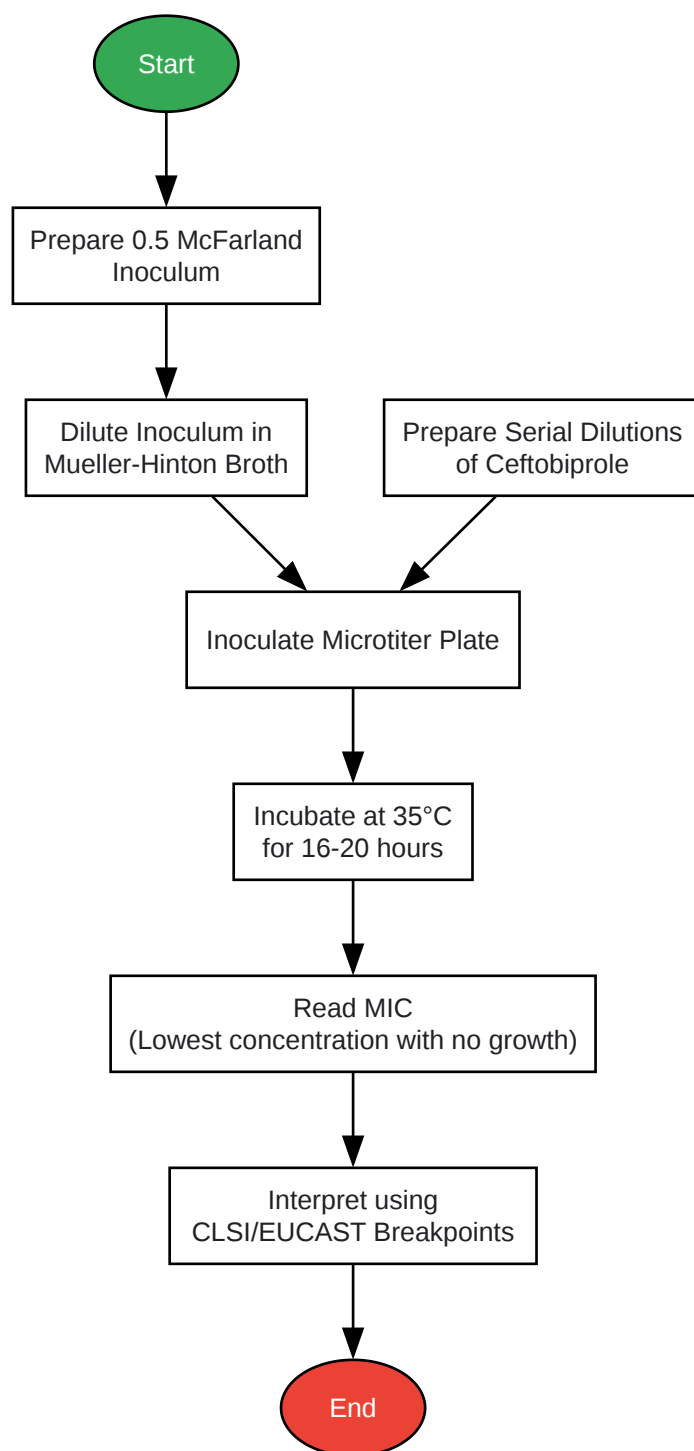 Start
Prepare 0.5 McFarland
Inoculum
Dilute Inoculum in
Mueller-Hinton Broth
Prepare Serial Dilutions
of Ceftobiprole
Inoculate Microtiter Plate
Incubate at 35°C
for 16-20 hours
Read MIC
(Lowest concentration with no growth)
Interpret using
CLSI/EUCAST Breakpoints
End